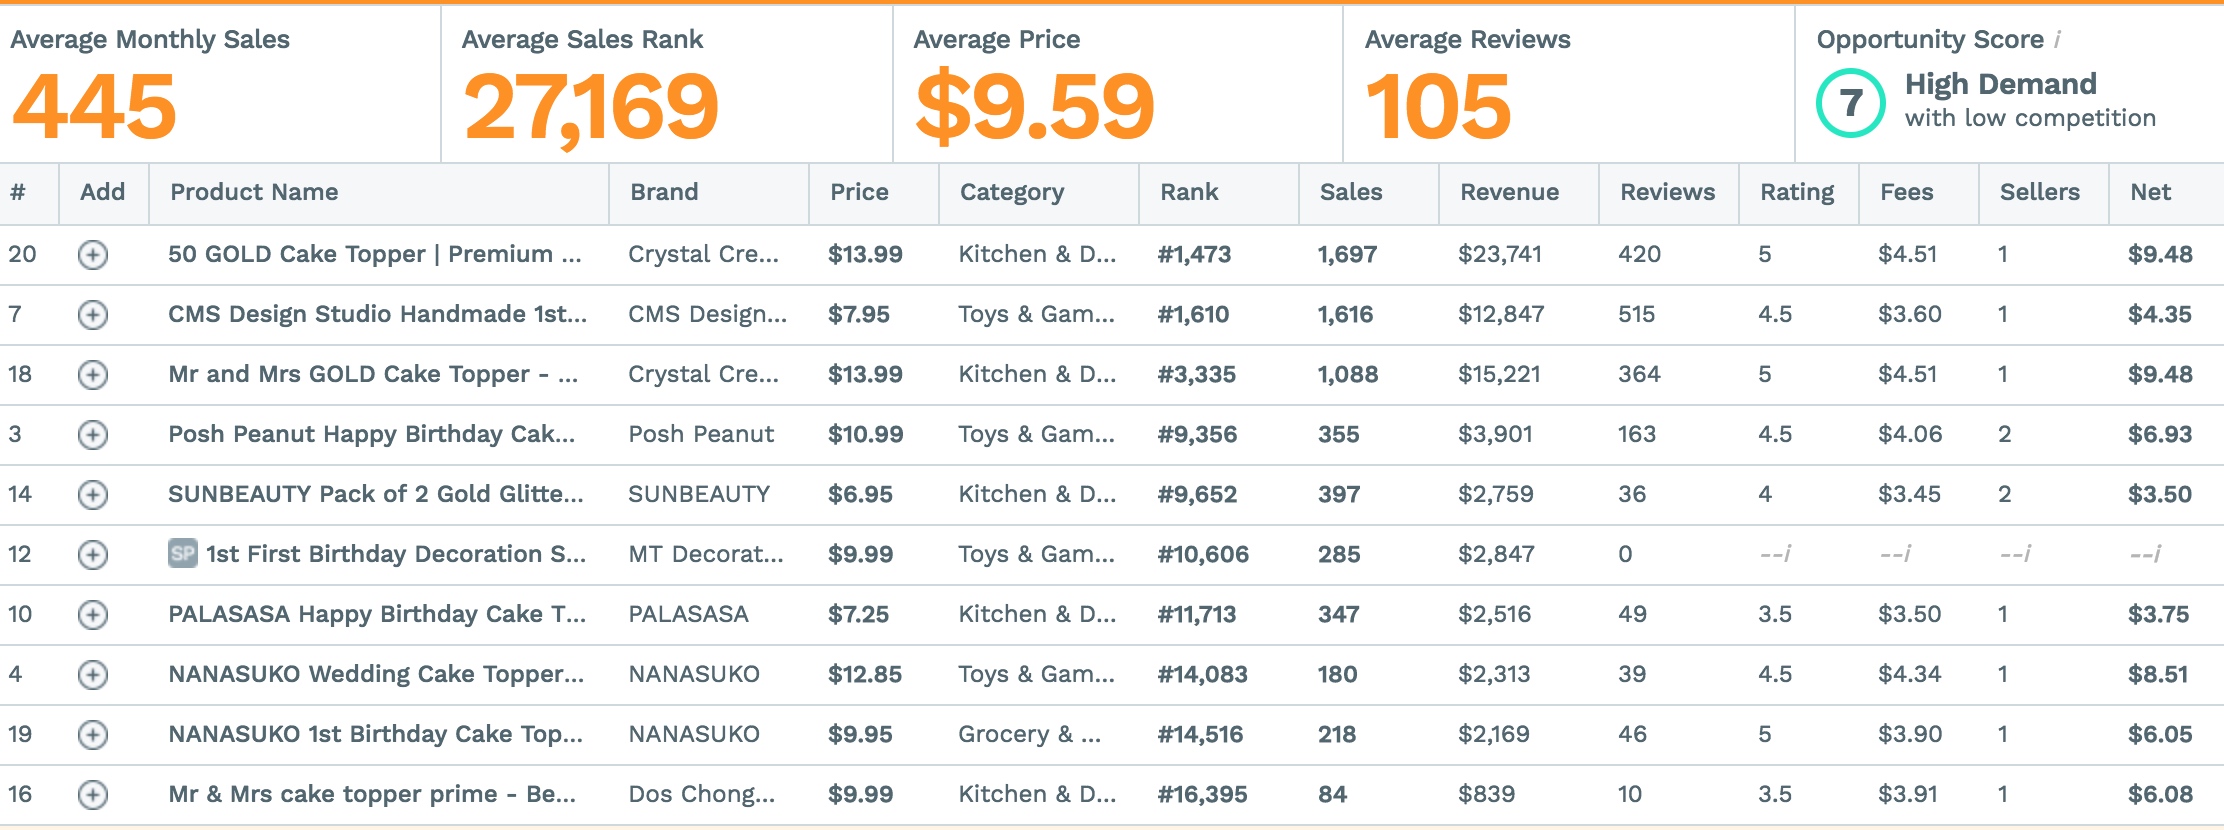 Average Monthly Sales Average Sales Rank Average Price Average Reviews Opportunity Score i
445 27,169 $9.59 105 7 High Demand
with low competition
# Add Product Name Brand Price Category Rank Sales Revenue Reviews Rating Fees Sellers Net
20 50 GOLD Cake Topper | Premium ... Crystal Cre... $13.99 Kitchen & D... #1,473 1,697 $23,741 420 5 $4.51 1 $9.48
7 CMS Design Studio Handmade 1st... CMS Design... $7.95 Toys & Gam... #1,610 1,616 $12,847 515 4.5 $3.60 1 $4.35
18 Mr and Mrs GOLD Cake Topper - ... Crystal Cre... $13.99 Kitchen & D... #3,335 1,088 $15,221 364 5 $4.51 1 $9.48
3 Posh Peanut Happy Birthday Cak... Posh Peanut $10.99 Toys & Gam... #9,356 355 $3,901 163 4.5 $4.06 2 $6.93
14 SUNBEAUTY Pack of 2 Gold Glitte... SUNBEAUTY $6.95 Kitchen & D... #9,652 397 $2,759 36 4 $3.45 2 $3.50
12 SP 1st First Birthday Decoration S... MT Decorat... $9.99 Toys & Gam... #10,606 285 $2,847 0 --i --i --i --i
10 PALASASA Happy Birthday Cake T... PALASASA $7.25 Kitchen & D... #11,713 347 $2,516 49 3.5 $3.50 1 $3.75
4 NANASUKO Wedding Cake Topper... NANASUKO $12.85 Toys & Gam... #14,083 180 $2,313 39 4.5 $4.34 1 $8.51
19 NANASUKO 1st Birthday Cake Top... NANASUKO $9.95 Grocery & ... #14,516 218 $2,169 46 5 $3.90 1 $6.05
16 Mr & Mrs cake topper prime - Be... Dos Chong... $9.99 Kitchen & D... #16,395 84 $839 10 3.5 $3.91 1 $6.08